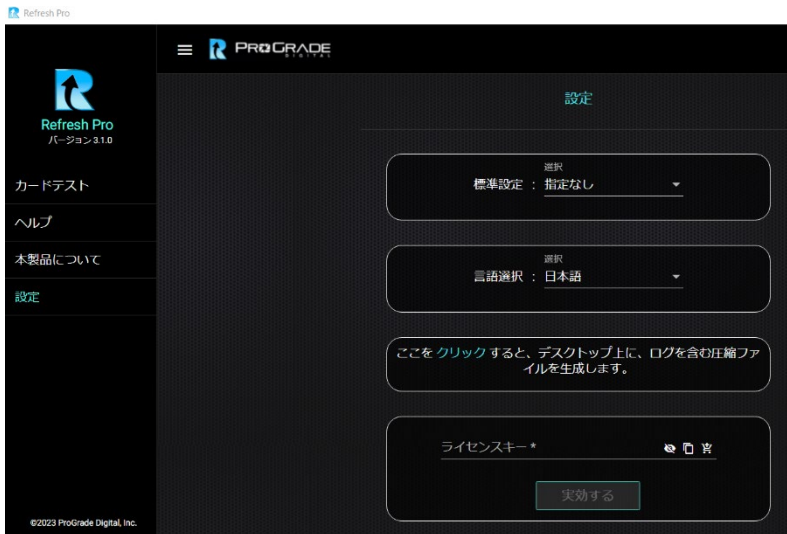 Refresh Pro
PROGRADE
DIGITAL
Refresh Pro
バージョン 3.1.0
カードテスト
ヘルプ
本製品について
設定
©2023 ProGrade Digital, Inc.
設定
選択
標準設定 : 指定なし
選択
言語選択 : 日本語
ここを クリック すると、デスクトップ上に、ログを含む圧縮ファ
イルを生成します。
ライセンスキー *
実効する